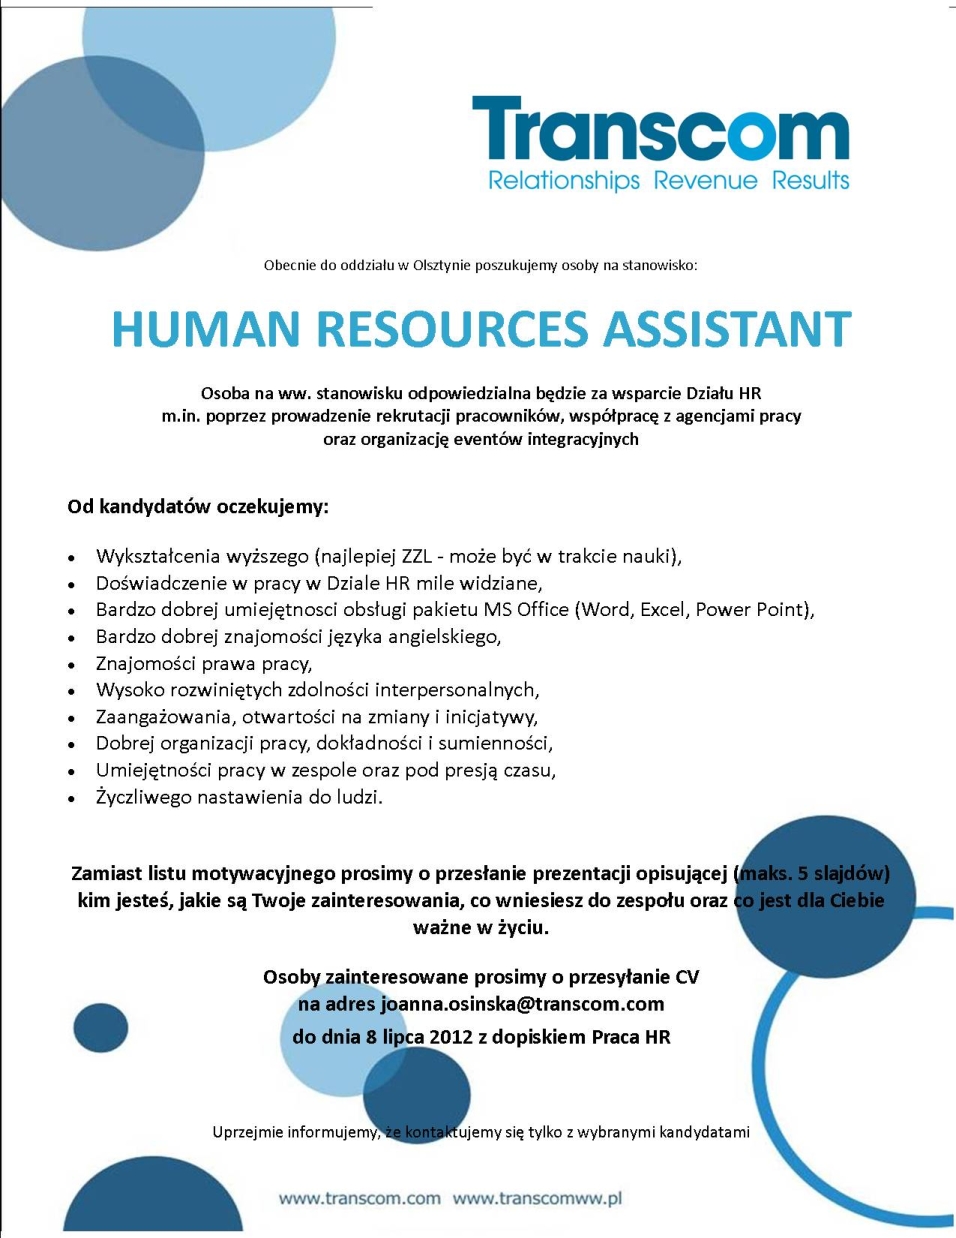 Transcom
Relationships Revenue Results
Obecnie do oddziału w Olsztynie poszukujemy osoby na stanowisko:
HUMAN RESOURCES ASSISTANT
Osoba na ww. stanowisku odpowiedzialna będzie za wsparcie Działu HR
m.in. poprzez prowadzenie rekrutacji pracowników, współpracę z agencjami pracy
oraz organizację eventów integracyjnych
Od kandydatów oczekujemy:
• Wykształcenia wyższego (najlepiej ZZL - może być w trakcie nauki),
• Doświadczenie w pracy w Dziale HR mile widziane,
• Bardzo dobrej umiejętnosci obsługi pakietu MS Office (Word, Excel, Power Point),
• Bardzo dobrej znajomości języka angielskiego,
• Znajomości prawa pracy,
• Wysoko rozwiniętych zdolności interpersonalnych,
• Zaangażowania, otwartości na zmiany i inicjatywy,
• Dobrej organizacji pracy, dokładności i sumienności,
• Umiejętności pracy w zespole oraz pod presją czasu,
• Życzliwego nastawienia do ludzi.
Zamiast listu motywacyjnego prosimy o przesłanie prezentacji opisującej (maks. 5 slajdów)
kim jesteś, jakie są Twoje zainteresowania, co wniesiesz do zespołu oraz co jest dla Ciebie
ważne w życiu.
Osoby zainteresowane prosimy o przesyłanie CV
na adres joanna.osinska@transcom.com
do dnia 8 lipca 2012 z dopiskiem Praca HR
Uprzejmie informujemy, że kontaktujemy się tylko z wybranymi kandydatami
www.transcom.com www.transcomww.pl